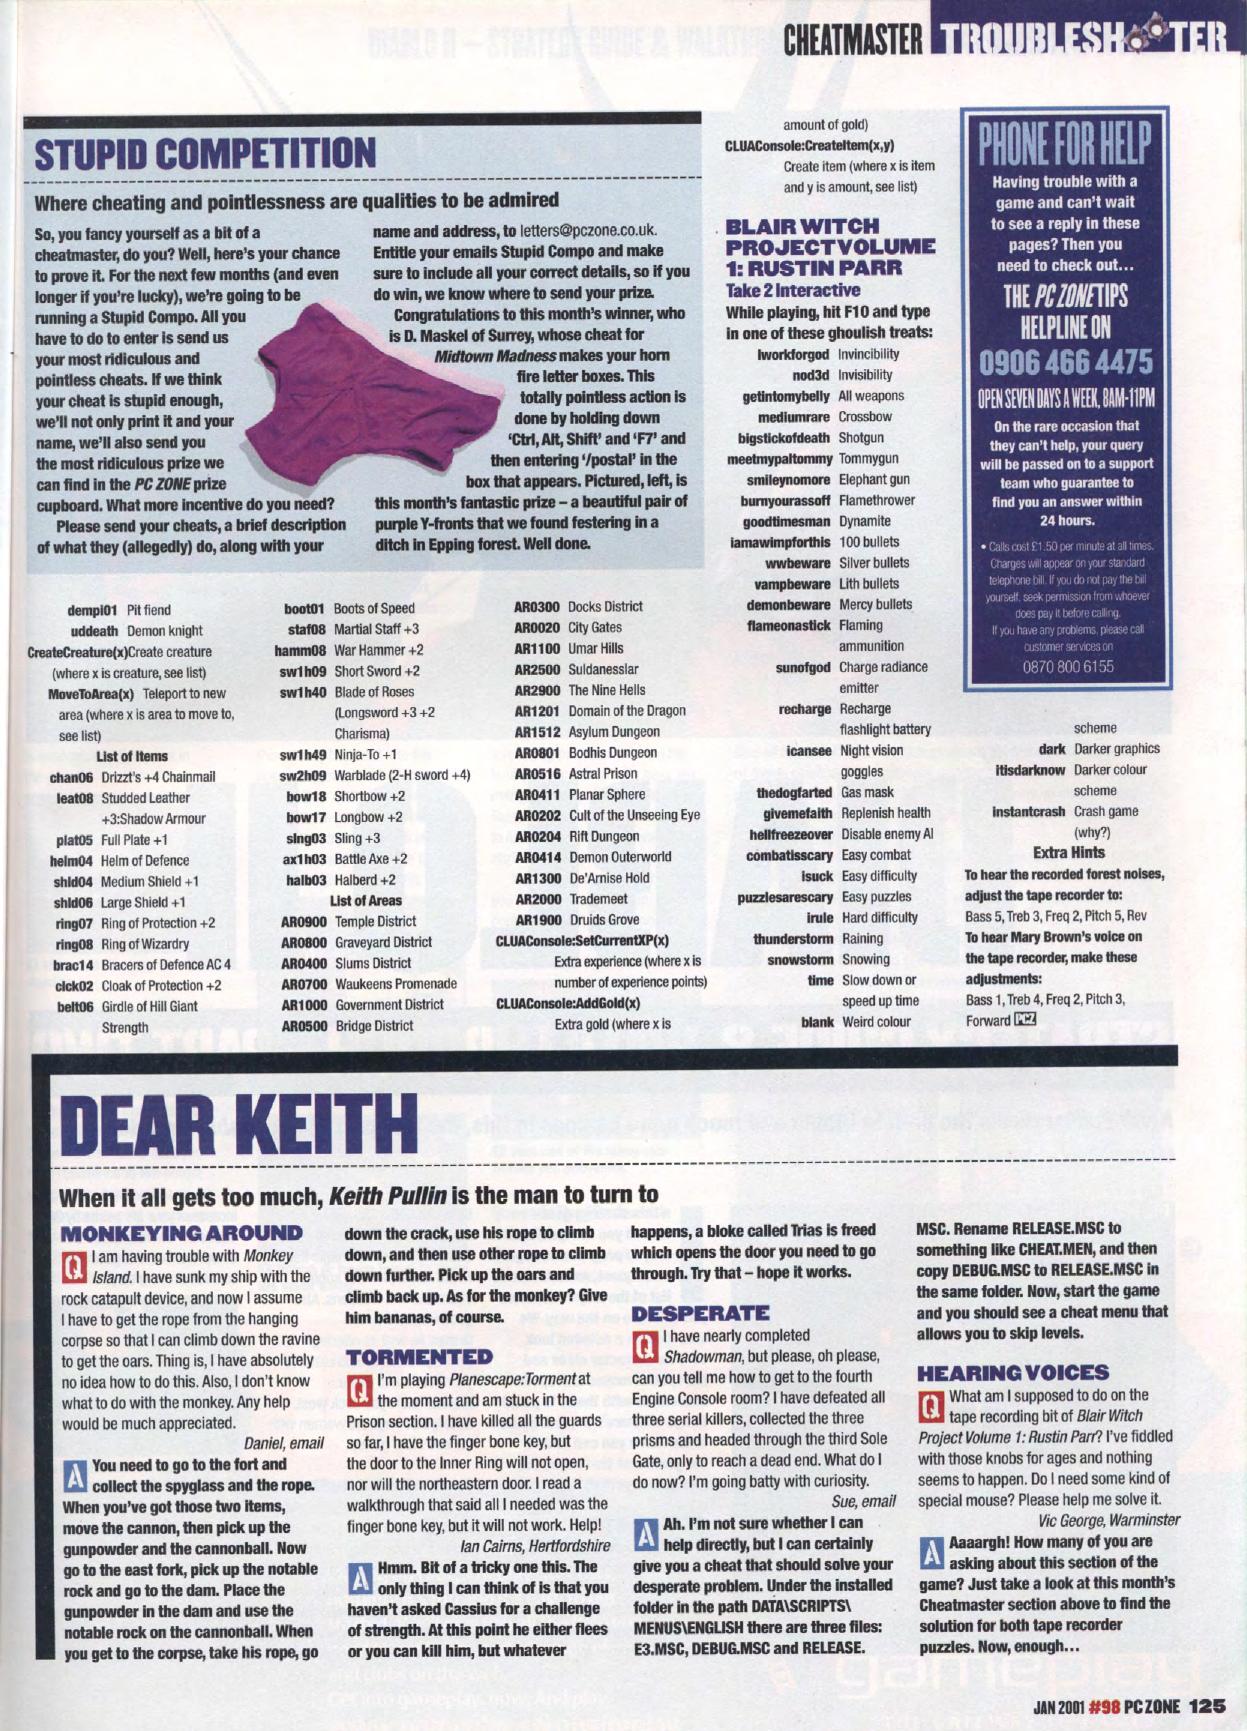 CHEATMASTER TROUBLESHOOTER
STUPID COMPETITION
Where cheating and pointlessness are qualities to be admired
So, you fancy yourself as a bit of a
cheatmaster, do you? Well, here's your chance
to prove it. For the next few months (and even
longer if you're lucky), we're going to be
running a Stupid Compo. All you
have to do to enter is send us
your most ridiculous and
pointless cheats. If we think
your cheat is stupid enough,
we'll not only print it and your
name, we'll also send you
the most ridiculous prize we
can find in the PC ZONE prize
cupboard. What more incentive do you need?
Please send your cheats, a brief description
of what they (allegedly) do, along with your
name and address, to letters@pczone.co.uk.
Entitle your emails Stupid Compo and make
sure to include all your correct details, so if you
do win, we know where to send your prize.
Congratulations to this month's winner, who
is D. Maskel of Surrey, whose cheat for
Midtown Madness makes your horn
fire letter boxes. This
totally pointless action is
done by holding down
'Ctrl, Alt, Shift' and 'F7' and
then entering '/postal' in the
box that appears. Pictured, left, is
this month's fantastic prize – a beautiful pair of
purple Y-fronts that we found festering in a
ditch in Epping forest. Well done.
dempi01 Pit fiend
uddeath Demon knight
CreateCreature(x)Create creature
(where x is creature, see list)
MoveToArea(x) Teleport to new
area (where x is area to move to,
see list)
List of Items
chan06 Drizzt's +4 Chainmail
leat08 Studded Leather
+3:Shadow Armour
plat05 Full Plate +1
helm04 Helm of Defence
shld04 Medium Shield +1
shld06 Large Shield +1
ring07 Ring of Protection +2
ring08 Ring of Wizardry
brac14 Bracers of Defence AC 4
clck02 Cloak of Protection +2
belt06 Girdle of Hill Giant
Strength
boot01 Boots of Speed
staf08 Martial Staff +3
hamm08 War Hammer +2
sw1h09 Short Sword +2
sw1h40 Blade of Roses
(Longsword +3 +2
Charisma)
sw1h49 Ninja-To +1
sw2h09 Warblade (2-H sword +4)
bow18 Shortbow +2
bow17 Longbow +2
slng03 Sling +3
ax1h03 Battle Axe +2
halb03 Halberd +2
List of Areas
AR0900 Temple District
AR0800 Graveyard District
AR0400 Slums District
AR0700 Waukeens Promenade
AR1000 Government District
AR0500 Bridge District
AR0300 Docks District
AR0020 City Gates
AR1100 Umar Hills
AR2500 Suldanesslar
AR2900 The Nine Hells
AR1201 Domain of the Dragon
AR1512 Asylum Dungeon
AR0801 Bodhis Dungeon
AR0516 Astral Prison
AR0411 Planar Sphere
AR0202 Cult of the Unseeing Eye
AR0204 Rift Dungeon
AR0414 Demon Outerworld
AR1300 De'Arnise Hold
AR2000 Trademeet
AR1900 Druids Grove
CLUAConsole:SetCurrentXP(x)
Extra experience (where x is
number of experience points)
CLUAConsole:AddGold(x)
Extra gold (where x is
amount of gold)
CLUAConsole:CreateItem(x,y)
Create item (where x is item
and y is amount, see list)
BLAIR WITCH
PROJECT VOLUME
1: RUSTIN PARR
Take 2 Interactive
While playing, hit F10 and type
in one of these ghoulish treats:
iworkforgod Invincibility
nod3d Invisibility
getintomybelly All weapons
mediumrare Crossbow
bigstickofdeath Shotgun
meetmypaltommy Tommygun
smileynomore Elephant gun
burnyourassoff Flamethrower
goodtimesman Dynamite
iamawimpforthis 100 bullets
wwbeware Silver bullets
vampbeware Lith bullets
demonbeware Mercy bullets
flameonastick Flaming
ammunition
sunofgod Charge radiance
emitter
recharge Recharge
flashlight battery
icansee Night vision
goggles
thedogfarted Gas mask
givemefaith Replenish health
hellfreezeover Disable enemy AI
combatisscary Easy combat
isuck Easy difficulty
puzzlesarescary Easy puzzles
irule Hard difficulty
thunderstorm Raining
snowstorm Snowing
time Slow down or
speed up time
blank Weird colour
scheme
dark Darker graphics
itisdarknow Darker colour
scheme
instantcrash Crash game
(why?)
Extra Hints
To hear the recorded forest noises,
adjust the tape recorder to:
Bass 5, Treb 3, Freq 2, Pitch 5, Rev
To hear Mary Brown's voice on
the tape recorder, make these
adjustments:
Bass 1, Treb 4, Freq 2, Pitch 3,
Forward PCZ
PHONE FOR HELP
Having trouble with a
game and can't wait
to see a reply in these
pages? Then you
need to check out...
THE PC ZONE TIPS
HELPLINE ON
0906 466 4475
OPEN SEVEN DAYS A WEEK, 8AM-11PM
On the rare occasion that
they can't help, your query
will be passed on to a support
team who guarantee to
find you an answer within
24 hours.
• Calls cost £1.50 per minute at all times.
Charges will appear on your standard
telephone bill. If you do not pay the bill
yourself, seek permission from whoever
does pay it before calling.
If you have any problems, please call
customer services on
0870 800 6155
DEAR KEITH
When it all gets too much, Keith Pullin is the man to turn to
MONKEYING AROUND
Q I am having trouble with Monkey
Island. I have sunk my ship with the
rock catapult device, and now I assume
I have to get the rope from the hanging
corpse so that I can climb down the ravine
to get the oars. Thing is, I have absolutely
no idea how to do this. Also, I don't know
what to do with the monkey. Any help
would be much appreciated.
Daniel, email
A You need to go to the fort and
collect the spyglass and the rope.
When you've got those two items,
move the cannon, then pick up the
gunpowder and the cannonball. Now
go to the east fork, pick up the notable
rock and go to the dam. Place the
gunpowder in the dam and use the
notable rock on the cannonball. When
you get to the corpse, take his rope, go
down the crack, use his rope to climb
down, and then use other rope to climb
down further. Pick up the oars and
climb back up. As for the monkey? Give
him bananas, of course.
TORMENTED
Q I'm playing Planescape:Torment at
the moment and am stuck in the
Prison section. I have killed all the guards
so far, I have the finger bone key, but
the door to the Inner Ring will not open,
nor will the northeastern door. I read a
walkthrough that said all I needed was the
finger bone key, but it will not work. Help!
Ian Cairns, Hertfordshire
A Hmm. Bit of a tricky one this. The
only thing I can think of is that you
haven't asked Cassius for a challenge
of strength. At this point he either flees
or you can kill him, but whatever
happens, a bloke called Trias is freed
which opens the door you need to go
through. Try that – hope it works.
DESPERATE
Q I have nearly completed
Shadowman, but please, oh please,
can you tell me how to get to the fourth
Engine Console room? I have defeated all
three serial killers, collected the three
prisms and headed through the third Sole
Gate, only to reach a dead end. What do I
do now? I'm going batty with curiosity.
Sue, email
A Ah. I'm not sure whether I can
help directly, but I can certainly
give you a cheat that should solve your
desperate problem. Under the installed
folder in the path DATA\SCRIPTS\
MENUS\ENGLISH there are three files:
E3.MSC, DEBUG.MSC and RELEASE.
MSC. Rename RELEASE.MSC to
something like CHEAT.MEN, and then
copy DEBUG.MSC to RELEASE.MSC in
the same folder. Now, start the game
and you should see a cheat menu that
allows you to skip levels.
HEARING VOICES
Q What am I supposed to do on the
tape recording bit of Blair Witch
Project Volume 1: Rustin Parr? I've fiddled
with those knobs for ages and nothing
seems to happen. Do I need some kind of
special mouse? Please help me solve it.
Vic George, Warminster
A Aaaargh! How many of you are
asking about this section of the
game? Just take a look at this month's
Cheatmaster section above to find the
solution for both tape recorder
puzzles. Now, enough...
JAN 2001 #98 PC ZONE 125